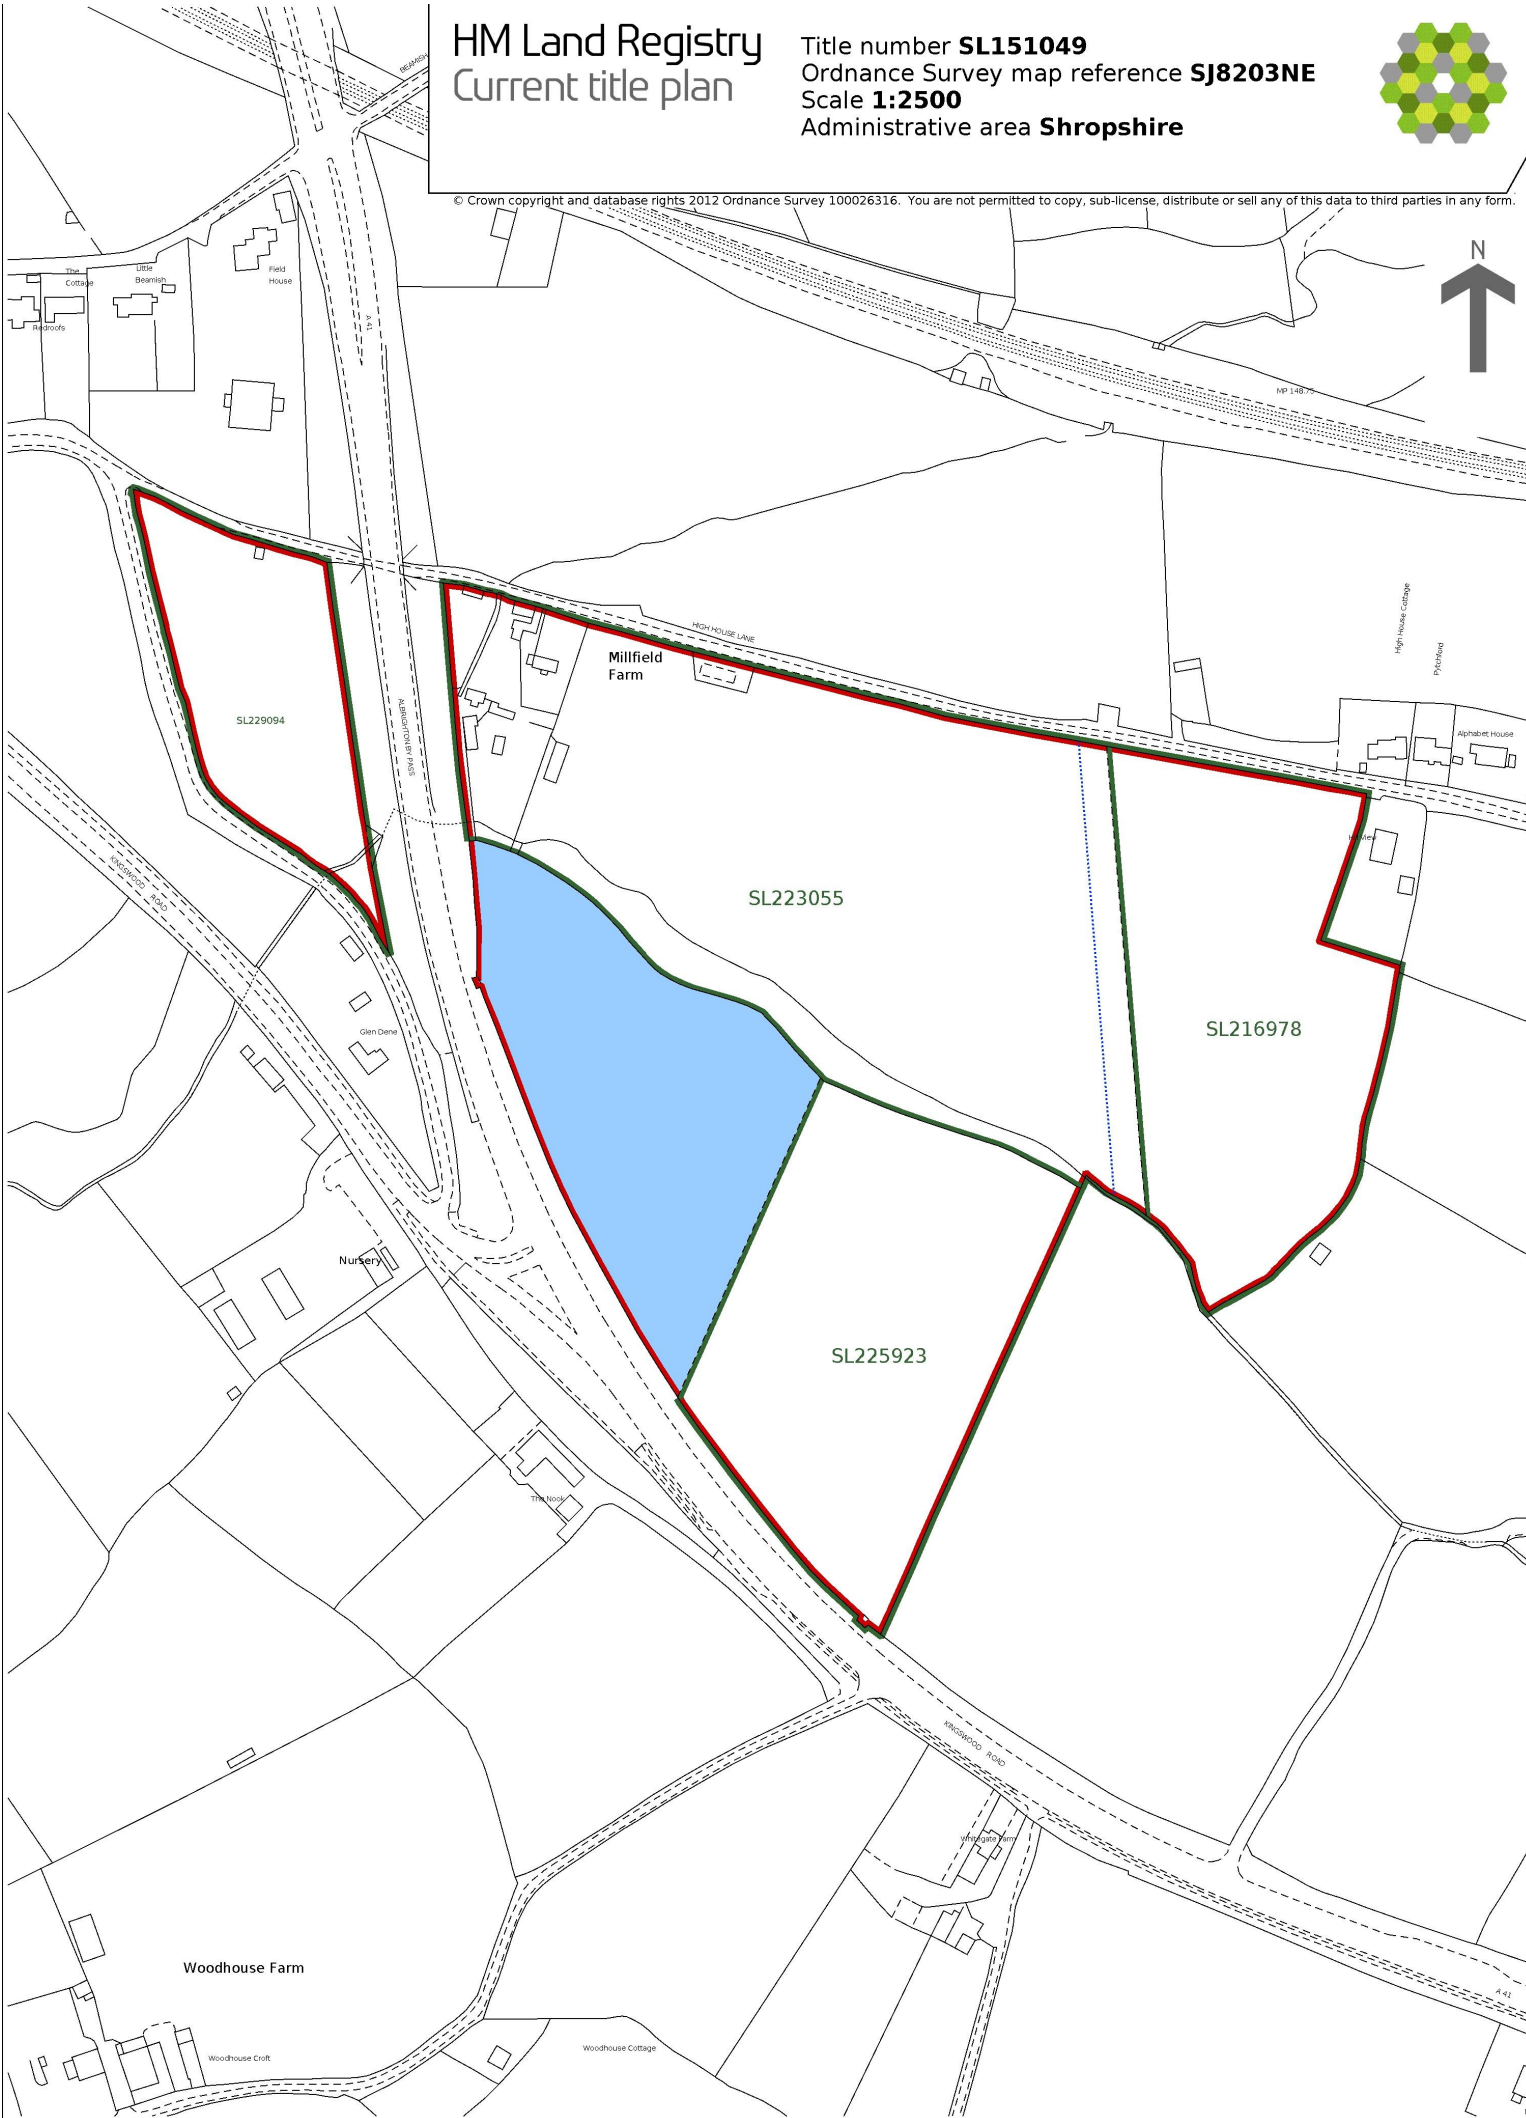 HM Land Registry
Current title plan
Title number SL151049
Ordnance Survey map reference SJ8203NE
Scale 1:2500
Administrative area Shropshire
© Crown copyright and database rights 2012 Ordnance Survey 100026316. You are not permitted to copy, sub-license, distribute or sell any of this data to third parties in any form.
N
BEAMISH
The
Cottage
Little
Beamish
Field
House
Redroofs
A 41
MP 148.75
HIGH HOUSE LANE
Millfield
Farm
High House Cottage
Pytchford
Alphabet House
SL229094
ALBRIGHTON BY PASS
KINGSWOOD ROAD
SL223055
SL216978
Glen Dene
Nursery
SL225923
The Nook
KINGSWOOD ROAD
Whitegate Farm
Woodhouse Farm
A 41
Woodhouse Croft
Woodhouse Cottage